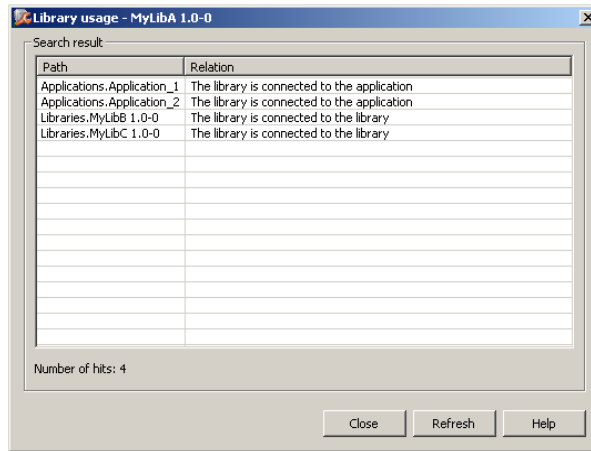 Library usage - MyLibA 1.0-0
Search result
Path Relation
Applications.Application_1 The library is connected to the application
Applications.Application_2 The library is connected to the application
Libraries.MyLibB 1.0-0 The library is connected to the library
Libraries.MyLibC 1.0-0 The library is connected to the library
Number of hits: 4
Close Refresh Help